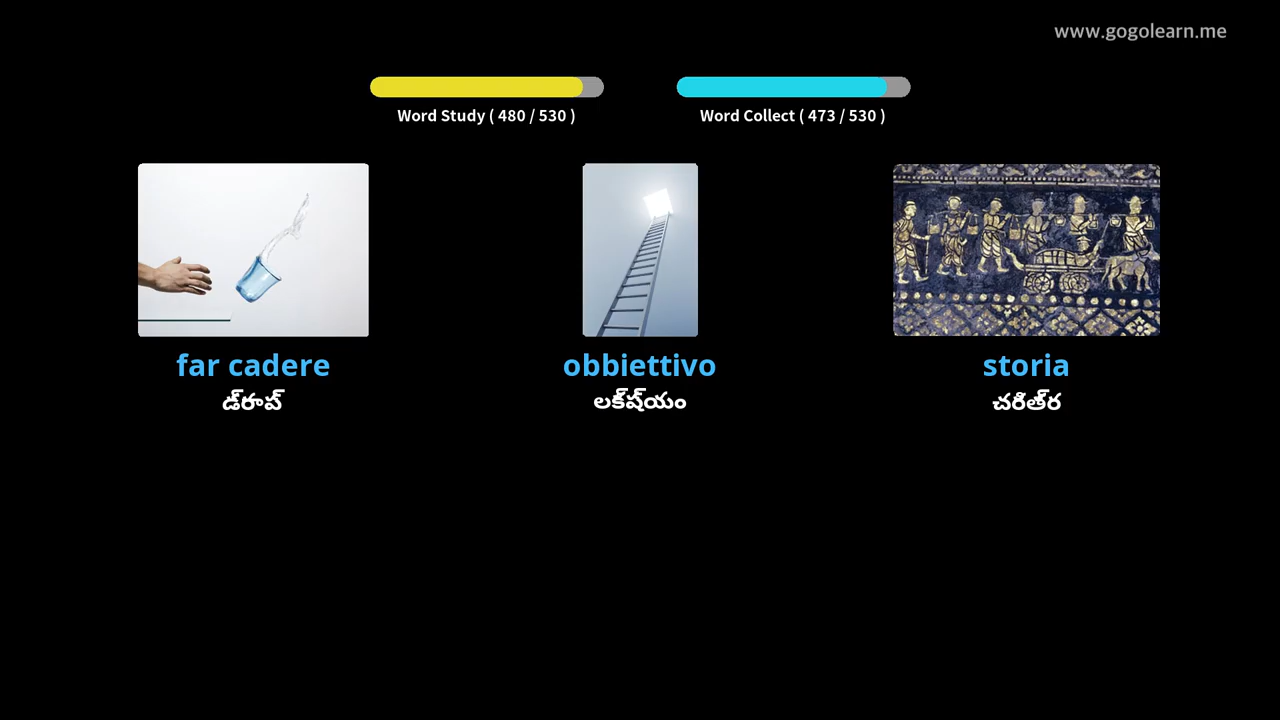 www.gogolearn.me
Word Study ( 480 / 530 )
Word Collect ( 473 / 530 )
far cadere
obbiettivo
storia
డ్‌రాప్
లక్‌ష్‌యం
చరిత్‌ర